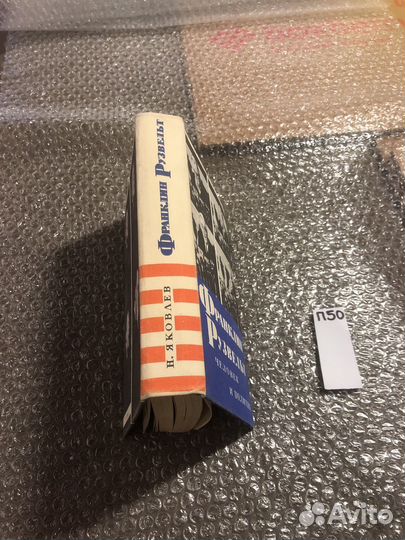 Франклин Рузвельт
Н. ЯКОВЛЕВ
Франклин
Рузвельт
ЧЕЛОВЕК
И ПОЛИТИК
П50
Avito